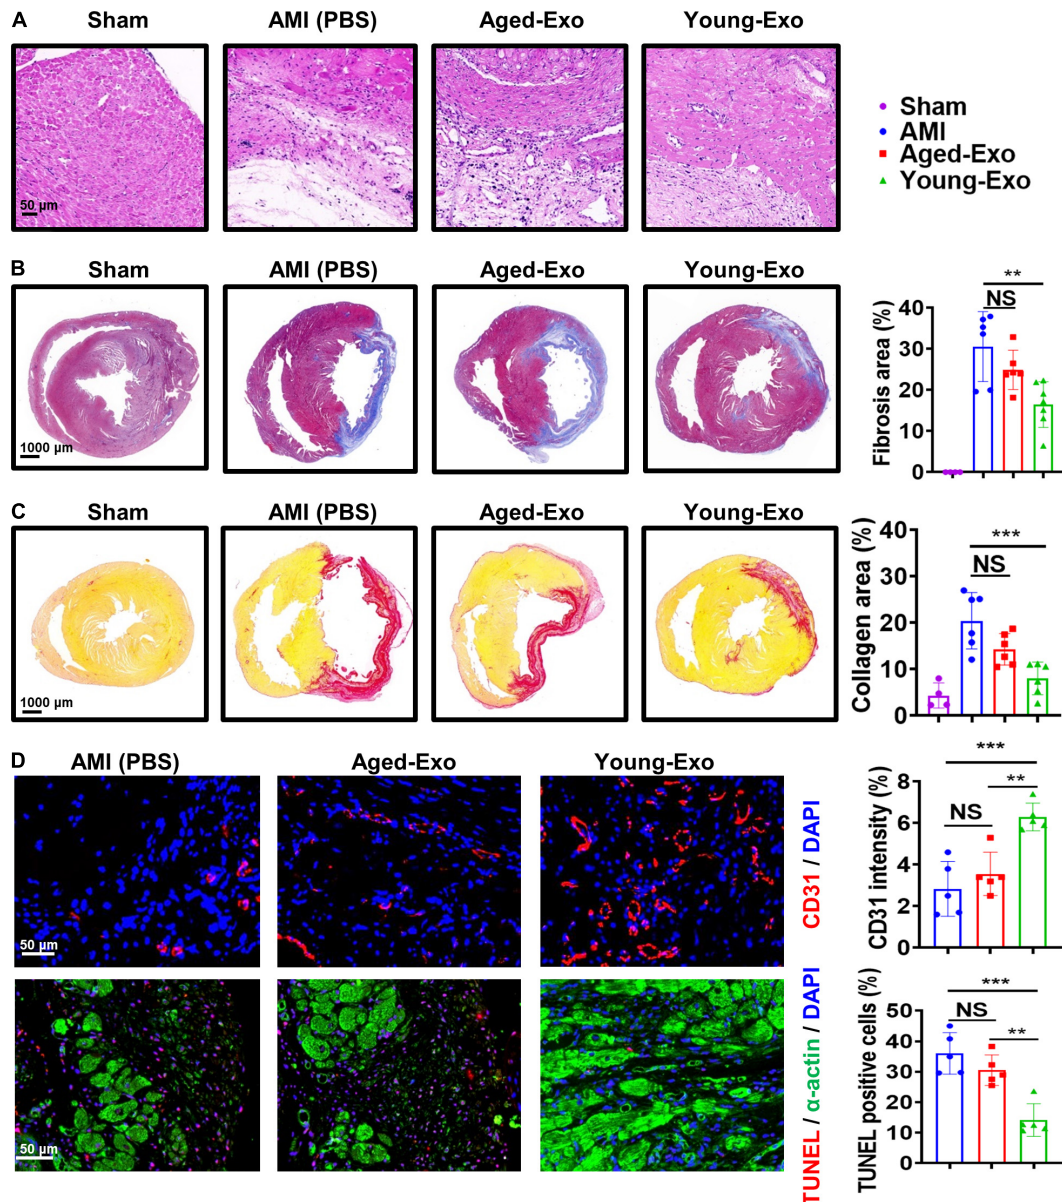 A
Sham
AMI (PBS)
Aged-Exo
Young-Exo
50 µm
Sham
AMI
Aged-Exo
Young-Exo
B
Sham
AMI (PBS)
Aged-Exo
Young-Exo
1000 µm
Fibrosis area (%)
40
30
20
10
0
**
NS
C
Sham
AMI (PBS)
Aged-Exo
Young-Exo
1000 µm
Collagen area (%)
40
30
20
10
0
***
NS
D
AMI (PBS)
Aged-Exo
Young-Exo
50 µm
CD31 / DAPI
CD31 intensity (%)
8
6
4
2
0
***
**
NS
50 µm
TUNEL / α-actin / DAPI
TUNEL positive cells (%)
50
40
30
20
10
0
***
NS
**